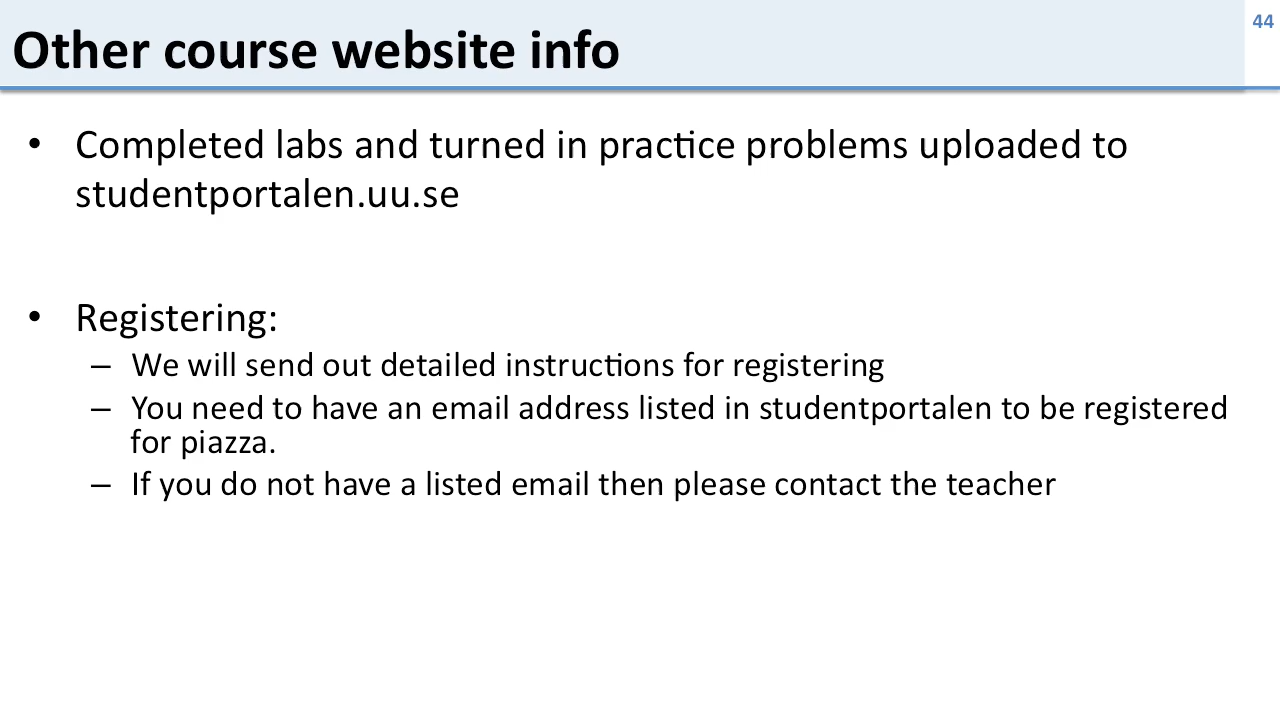 Other course website info
44
• Completed labs and turned in practice problems uploaded to
studentportalen.uu.se
• Registering:
– We will send out detailed instructions for registering
– You need to have an email address listed in studentportalen to be registered
for piazza.
– If you do not have a listed email then please contact the teacher